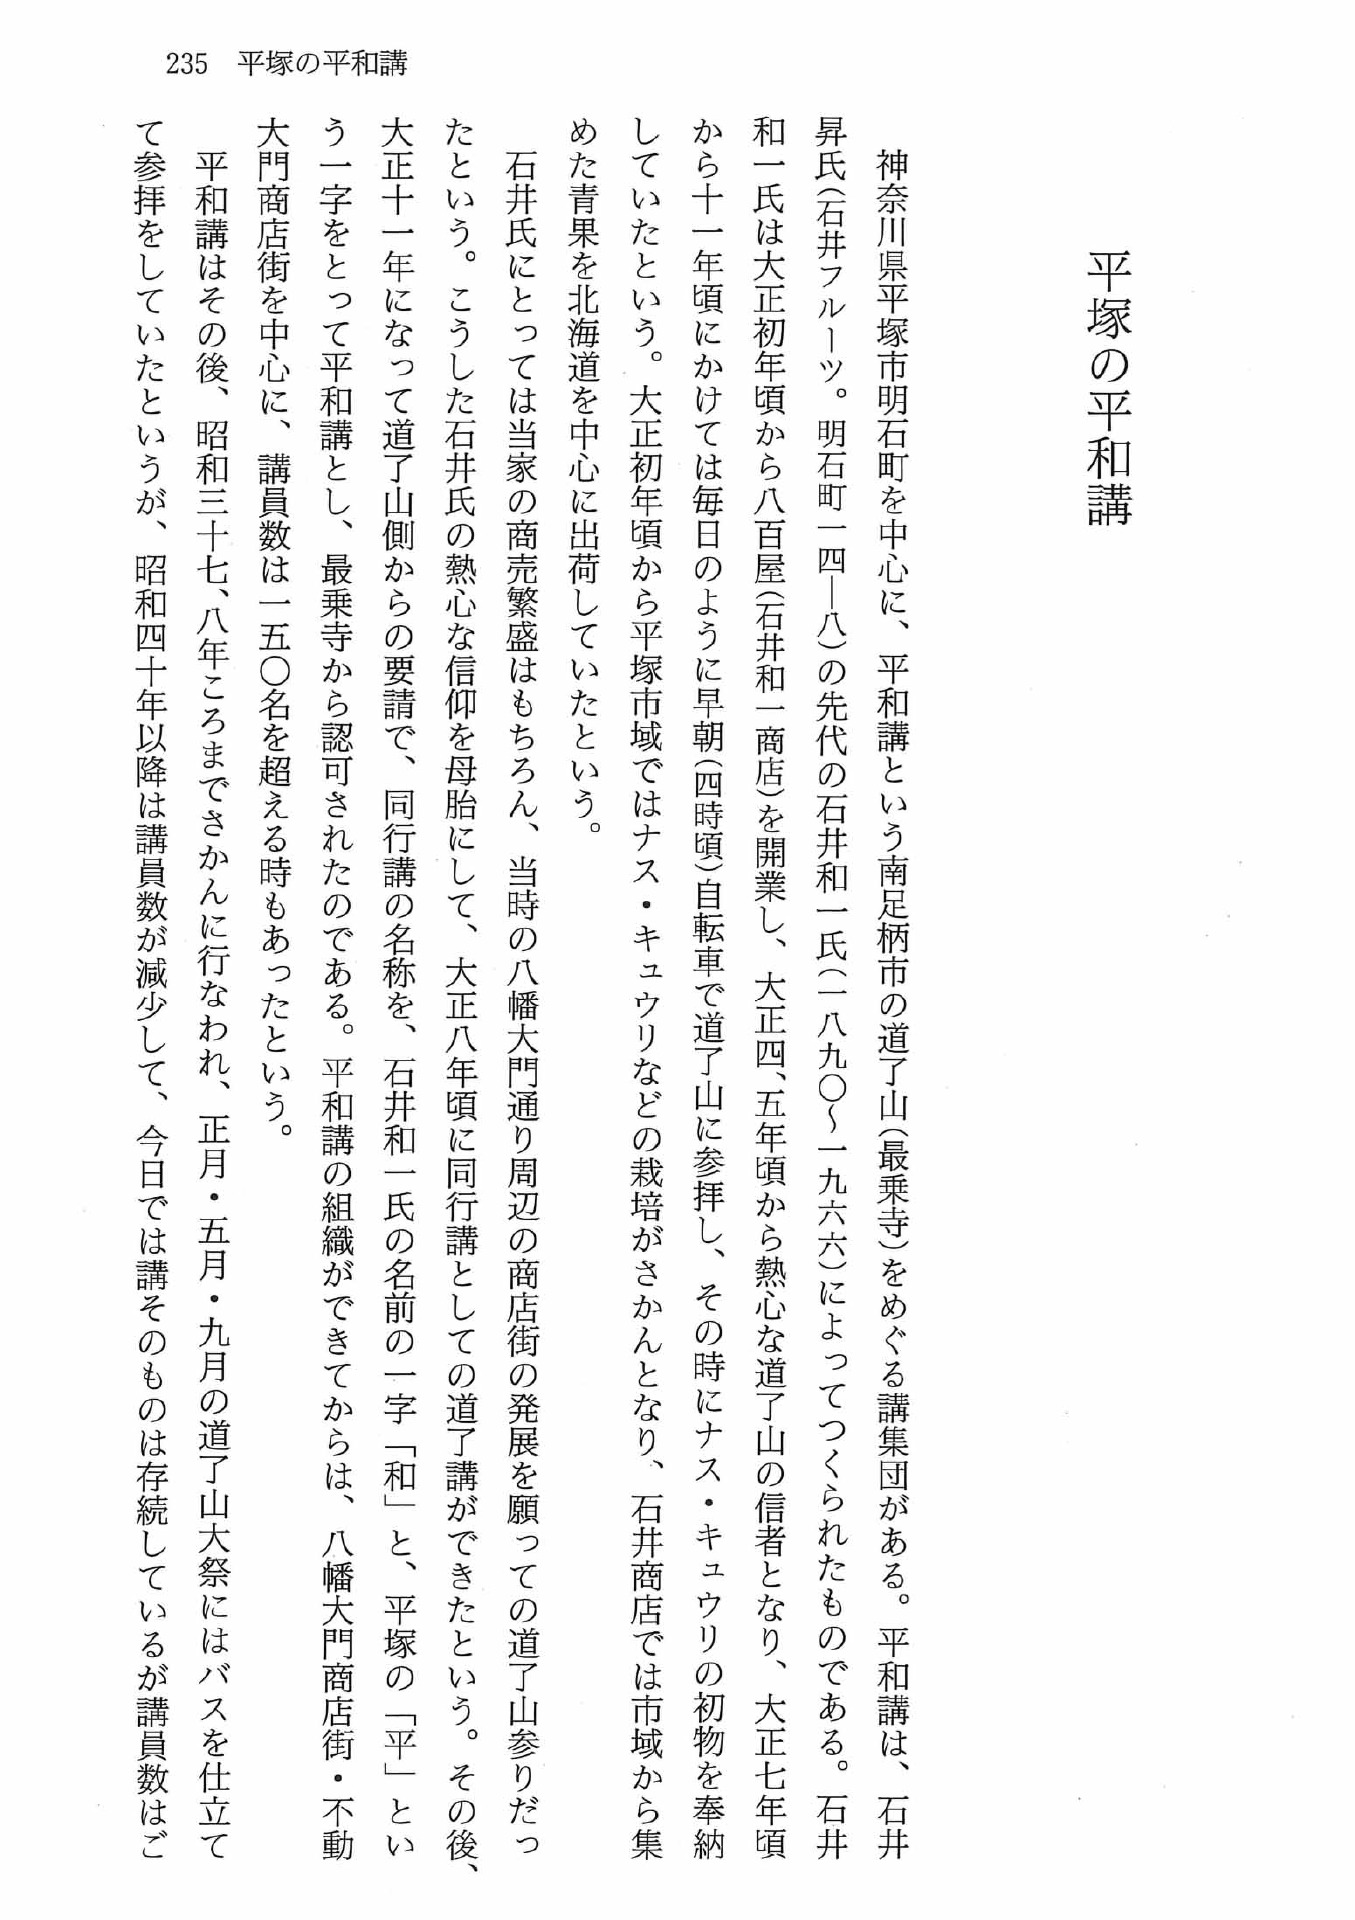 235　平塚の平和講
平塚の平和講
　神奈川県平塚市明石町を中心に、平和講という南足柄市の道了山（最乗寺）をめぐる講集団がある。平和講は、石井
昇氏（石井フルーツ。明石町一四―八）の先代の石井和一氏（一八九〇〜一九六六）によってつくられたものである。石井
和一氏は大正初年頃から八百屋（石井和一商店）を開業し、大正四、五年頃から熱心な道了山の信者となり、大正七年頃
から十一年頃にかけては毎日のように早朝（四時頃）自転車で道了山に参拝し、その時にナス・キュウリの初物を奉納
していたという。大正初年頃から平塚市域ではナス・キュウリなどの栽培がさかんとなり、石井商店では市域から集
めた青果を北海道を中心に出荷していたという。
　石井氏にとっては当家の商売繁盛はもちろん、当時の八幡大門通り周辺の商店街の発展を願っての道了山参りだっ
たという。こうした石井氏の熱心な信仰を母胎にして、大正八年頃に同行講としての道了講ができたという。その後、
大正十一年になって道了山側からの要請で、同行講の名称を、石井和一氏の名前の一字「和」と、平塚の「平」とい
う一字をとって平和講とし、最乗寺から認可されたのである。平和講の組織ができてからは、八幡大門商店街・不動
大門商店街を中心に、講員数は一五〇名を超える時もあったという。
　平和講はその後、昭和三十七、八年ころまでさかんに行なわれ、正月・五月・九月の道了山大祭にはバスを仕立て
て参拝をしていたというが、昭和四十年以降は講員数が減少して、今日では講そのものは存続しているが講員数はご